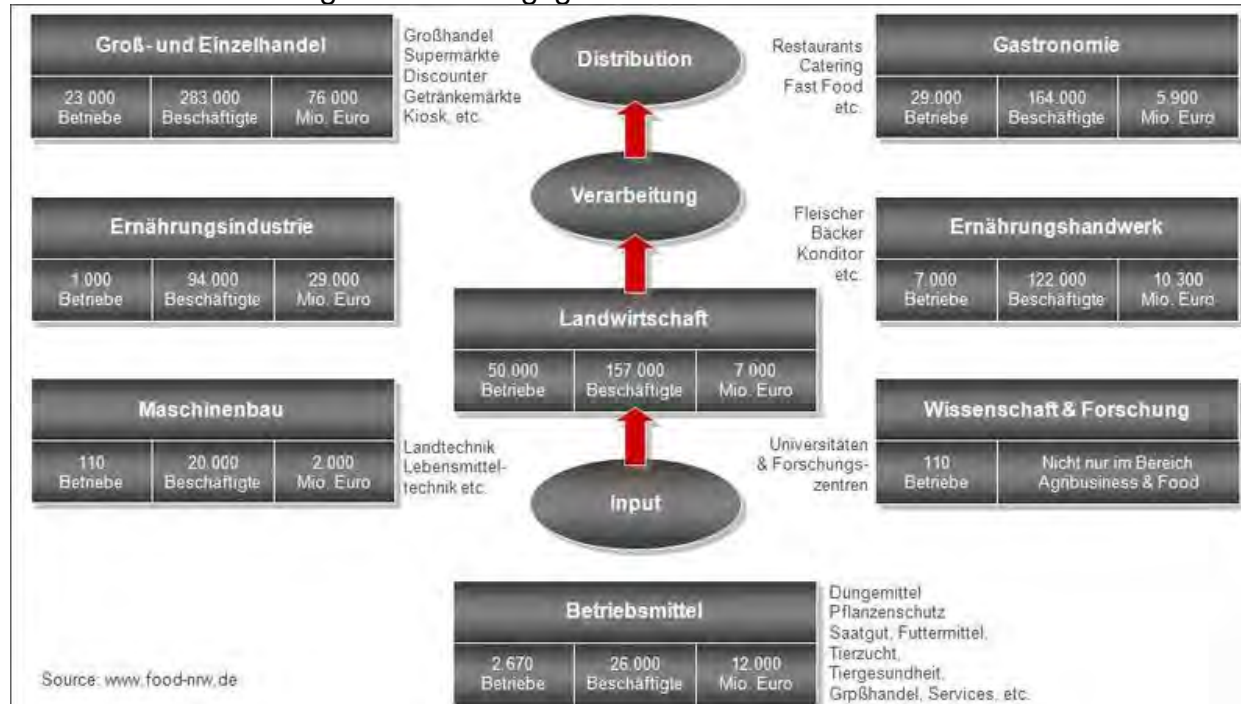 Groß- und Einzelhandel
23.000 283.000 76.000
Betriebe Beschäftigte Mio. Euro
Großhandel
Supermärkte
Discounter
Getränkemärkte
Kiosk, etc.
Distribution
Restaurants
Catering
Fast Food
etc.
Gastronomie
29.000 164.000 5.900
Betriebe Beschäftigte Mio. Euro
Verarbeitung
Ernährungsindustrie
1.000 94.000 29.000
Betriebe Beschäftigte Mio. Euro
Fleischer
Bäcker
Konditor
etc.
Ernährungshandwerk
7.000 122.000 10.300
Betriebe Beschäftigte Mio. Euro
Landwirtschaft
50.000 157.000 7.000
Betriebe Beschäftigte Mio. Euro
Maschinenbau
110 20.000 2.000
Betriebe Beschäftigte Mio. Euro
Landtechnik
Lebensmittel-
technik etc.
Input
Universitäten
& Forschungs-
zentren
Wissenschaft & Forschung
110 Nicht nur im Bereich
Betriebe Agribusiness & Food
Betriebsmittel
2.670 26.000 12.000
Betriebe Beschäftigte Mio. Euro
Düngemittel
Pflanzenschutz
Saatgut, Futtermittel,
Tierzucht,
Tiergesundheit,
Grpßhandel, Services, etc.
Source: www.food-nrw.de